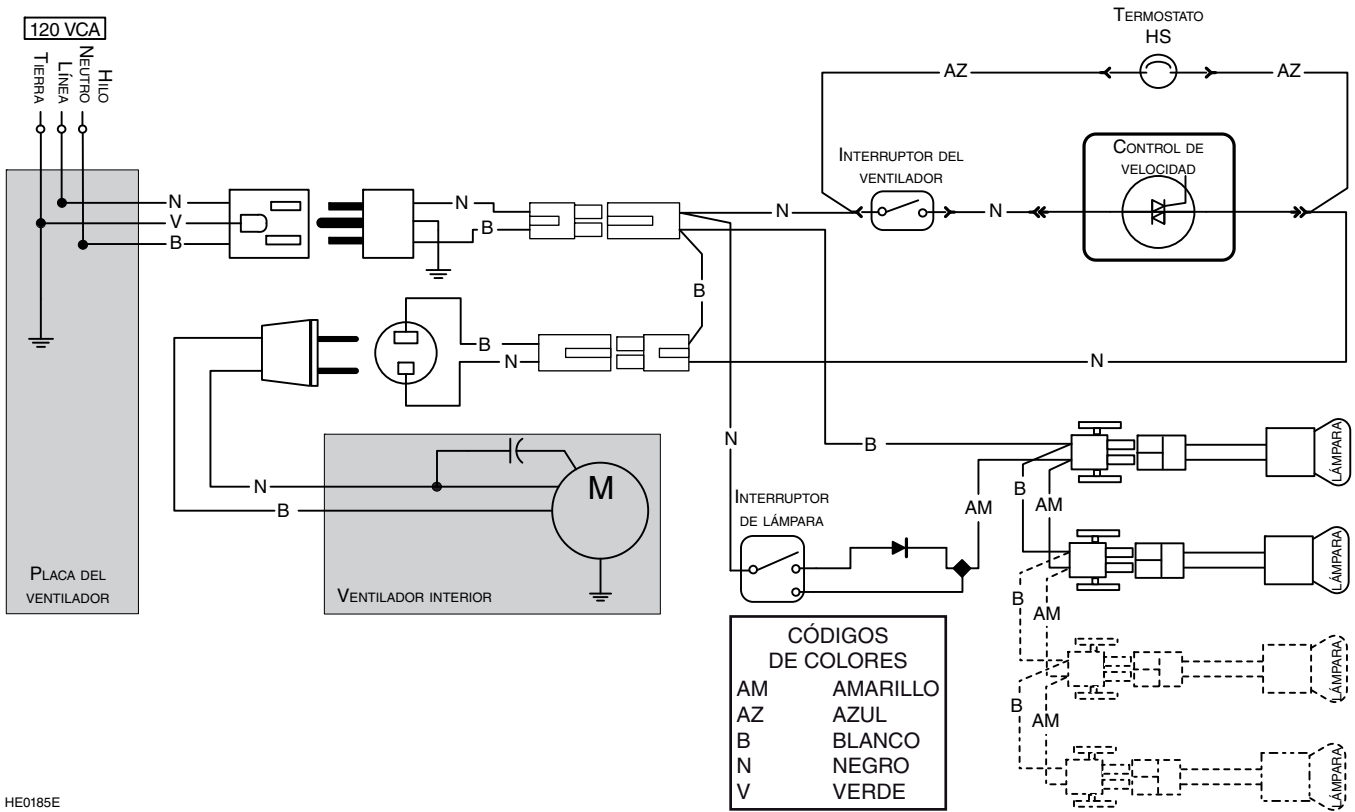 120 VCA
TIERRA
LÍNEA
NEUTRO
HILO
N
V
B
N
B
B
B
N
N
B
M
VENTILADOR INTERIOR
PLACA DEL
VENTILADOR
TERMOSTATO
HS
AZ
AZ
INTERRUPTOR DEL
VENTILADOR
CONTROL DE
VELOCIDAD
N
N
N
N
B
INTERRUPTOR
DE LÁMPARA
AM
B
AM
B
AM
B
AM
LÁMPARA
LÁMPARA
LÁMPARA
LÁMPARA
CÓDIGOS
DE COLORES
AM AMARILLO
AZ AZUL
B BLANCO
N NEGRO
V VERDE
HE0185E